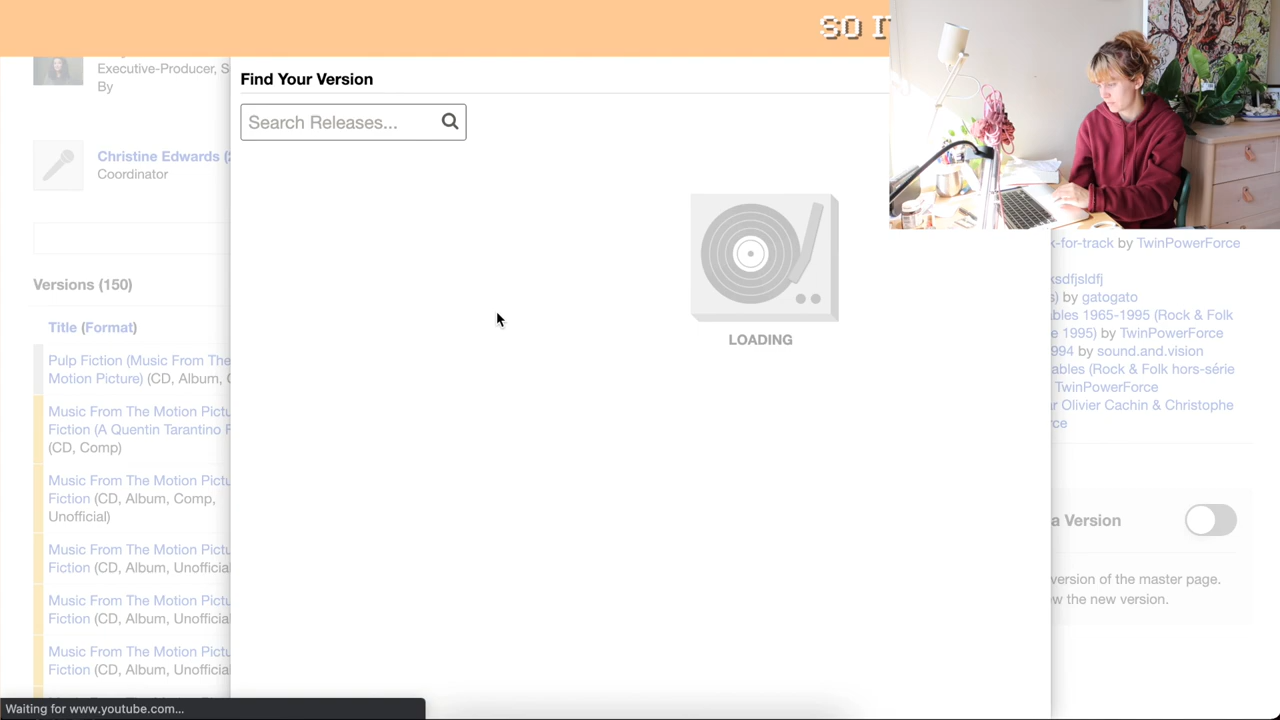 SO I
Executive-Producer, S
By
Find Your Version
Search Releases...
Christine Edwards (2
Coordinator
LOADING
k-for-track by TwinPowerForce
ksdfjsldfj
s) by gatogato
ables 1965-1995 (Rock & Folk
e 1995) by TwinPowerForce
994 by sound.and.vision
ables (Rock & Folk hors-série
TwinPowerForce
ur Olivier Cachin & Christophe
rce
Versions (150)
Title (Format)
Pulp Fiction (Music From The
Motion Picture) (CD, Album, C
Music From The Motion Pictu
Fiction (A Quentin Tarantino F
(CD, Comp)
Music From The Motion Pictu
Fiction (CD, Album, Comp,
Unofficial)
Music From The Motion Pictu
Fiction (CD, Album, Unofficial
Music From The Motion Pictu
Fiction (CD, Album, Unofficial
Music From The Motion Pictu
Fiction (CD, Album, Unofficial
a Version
version of the master page.
ew the new version.
Waiting for www.youtube.com...